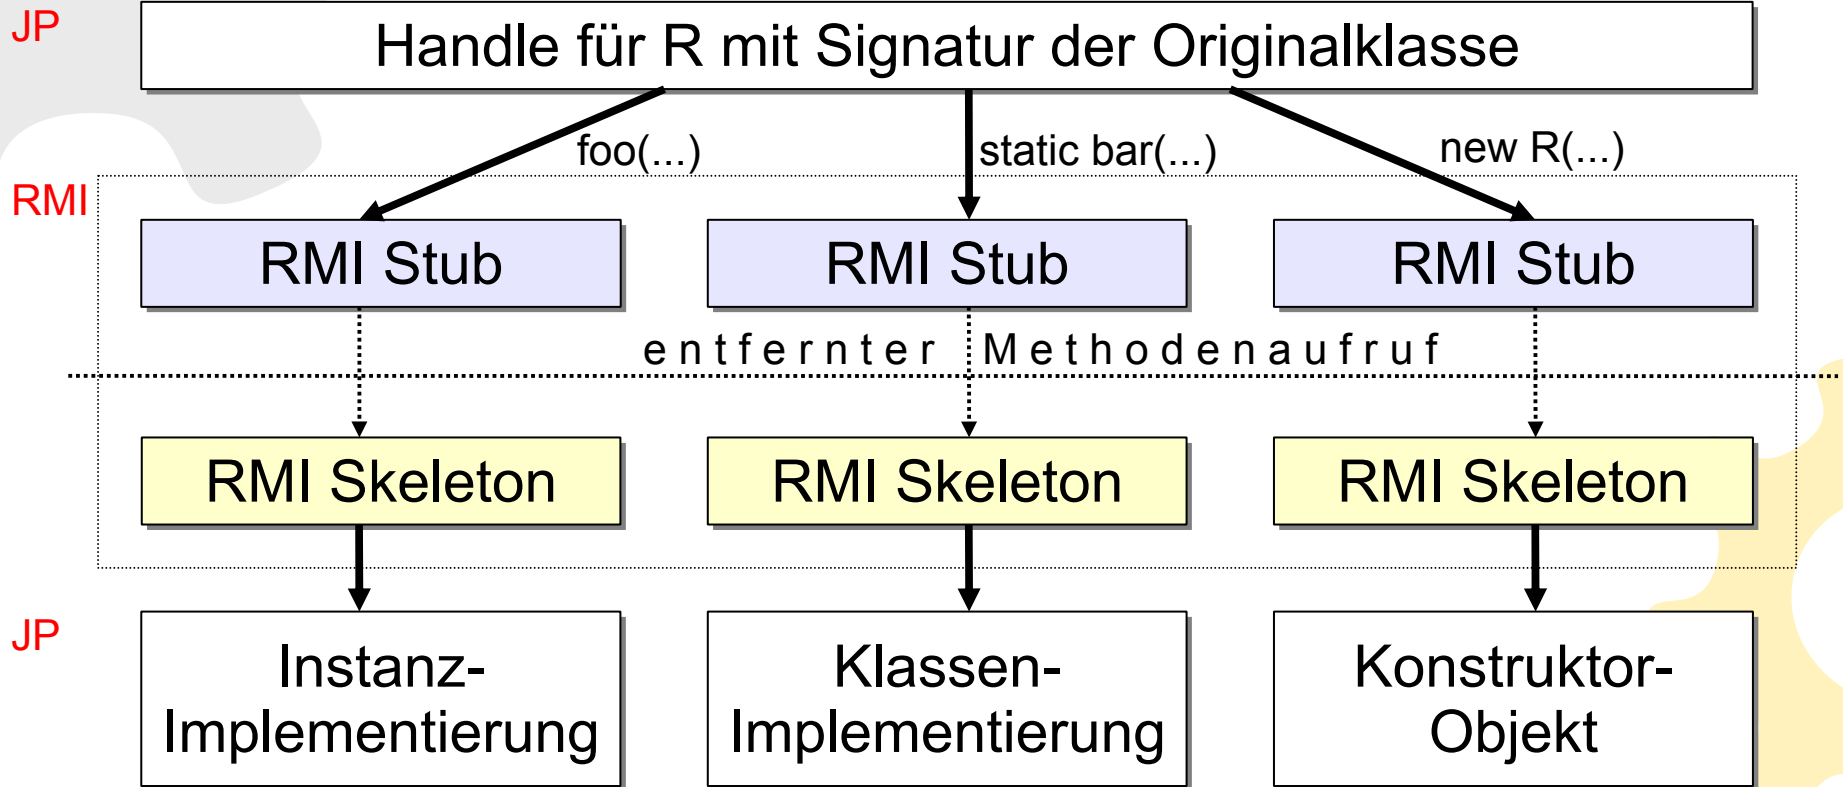 JP
Handle für R mit Signatur der Originalklasse
foo(...)
static bar(...)
new R(...)
RMI
RMI Stub
RMI Stub
RMI Stub
entfernter Methodenaufruf
RMI Skeleton
RMI Skeleton
RMI Skeleton
JP
Instanz-
Implementierung
Klassen-
Implementierung
Konstruktor-
Objekt